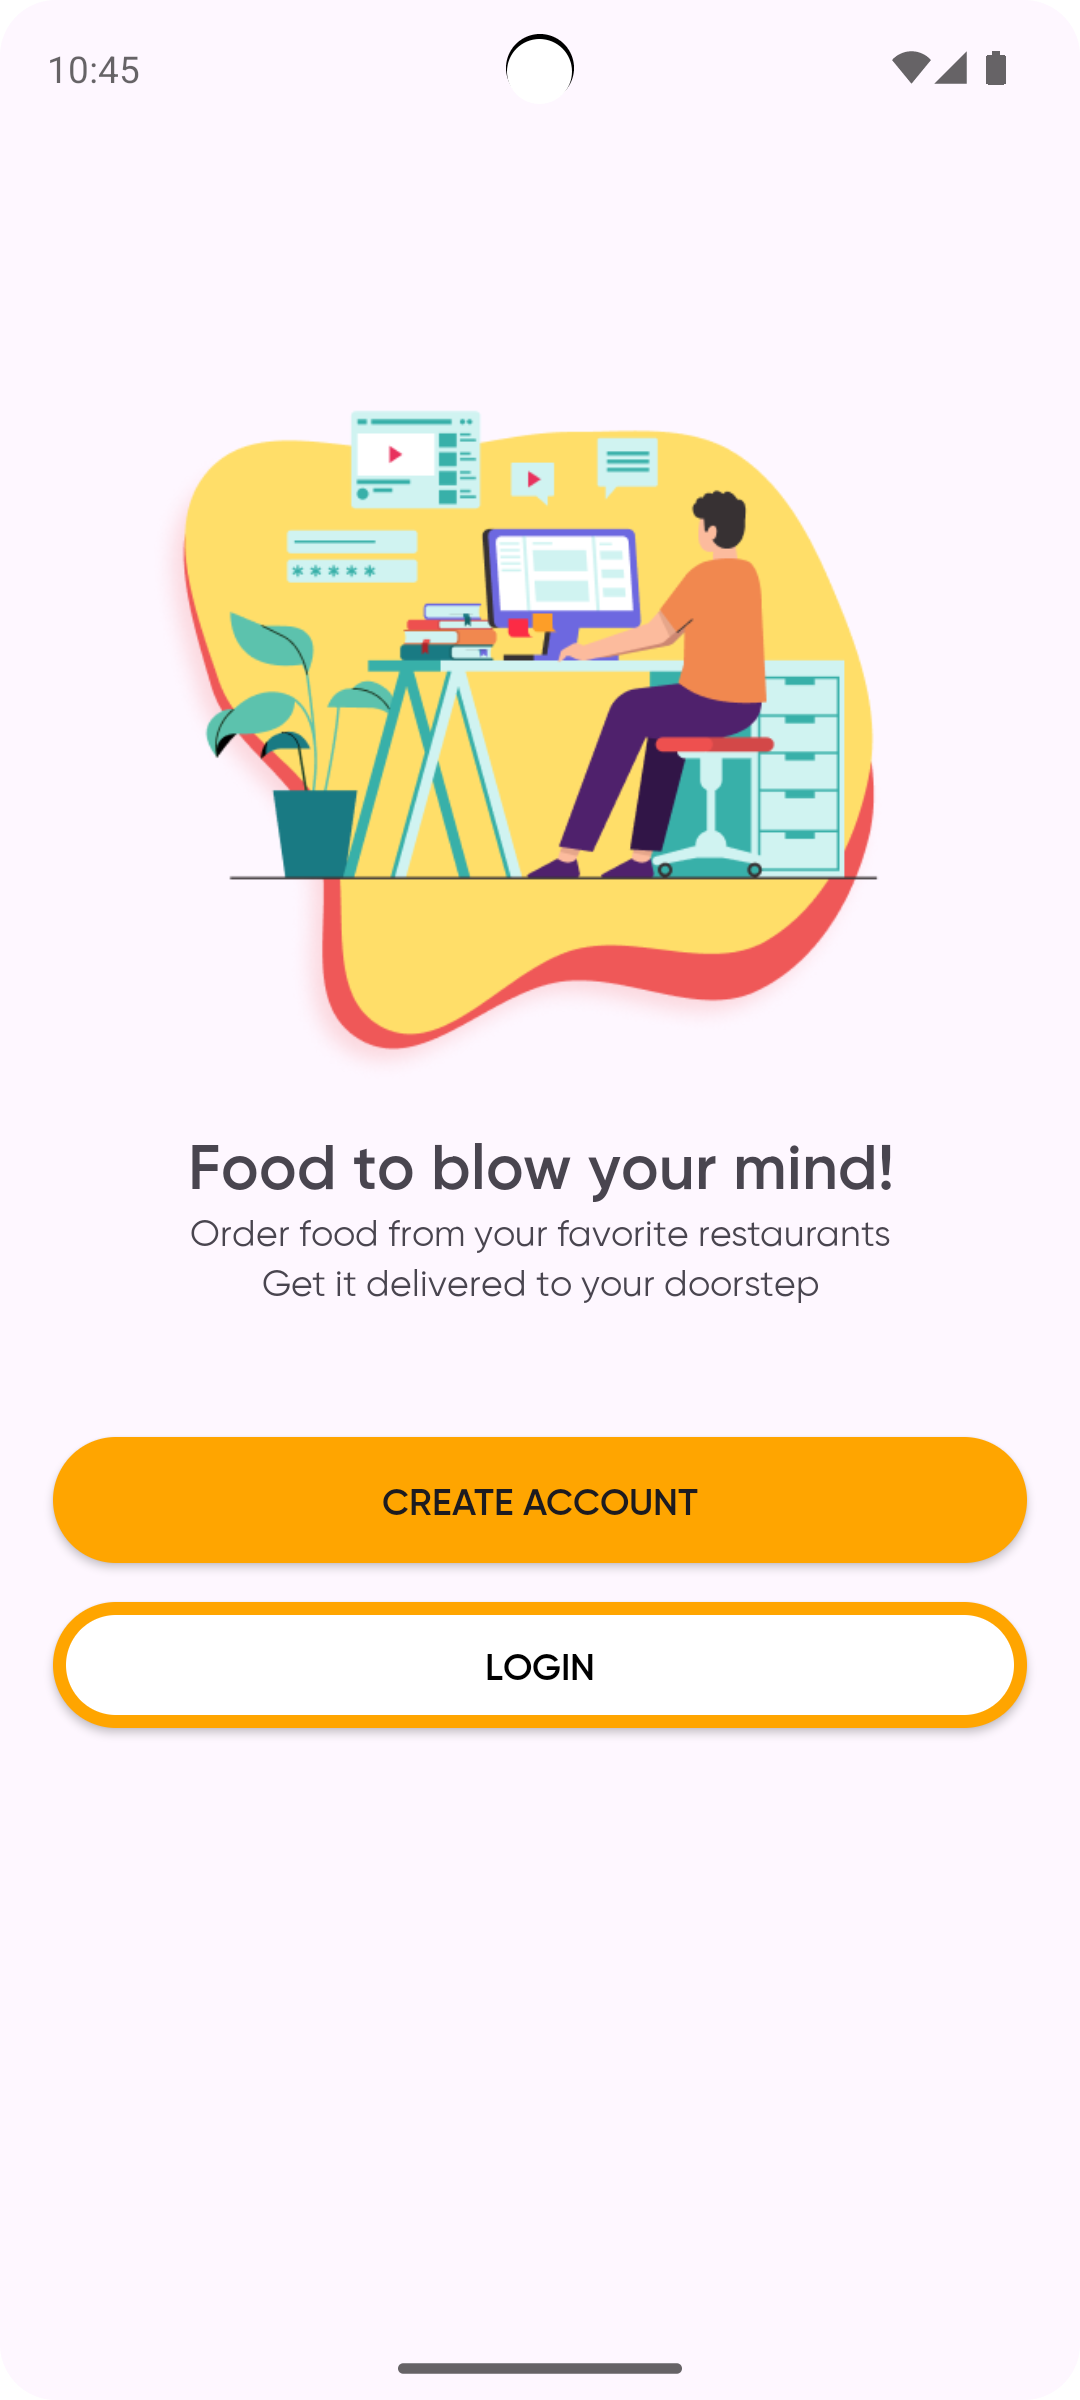 10:45
*****
Food to blow your mind!
Order food from your favorite restaurants
Get it delivered to your doorstep
CREATE ACCOUNT
LOGIN